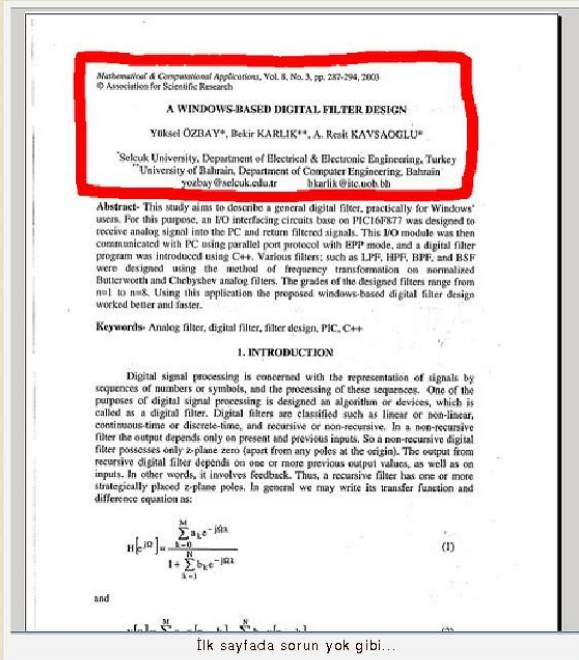 Mathematical & Computational Applications, Vol. 8, No. 3, pp. 287-294, 2003
© Association for Scientific Research
A WINDOWS-BASED DIGITAL FILTER DESIGN
Yüksel ÖZBAY*, Bekir KARLIK**, A. Resit KAVSAOGLU*
*Selcuk University, Department of Electrical & Electronic Engineering, Turkey
**University of Bahrain, Department of Computer Engineering, Bahrain
yozbay@selcuk.edu.tr bkarlik@itc.uob.bh
Abstract- This study aims to describe a general digital filter, practically for Windows'
users. For this purpose, an I/O interfacing circuits base on PIC16F877 was designed to
receive analog signal into the PC and return filtered signals. This I/O module was then
communicated with PC using parallel port protocol with EPP mode, and a digital filter
program was introduced using C++. Various filters; such as LPF, HPF, BPF, and BSF
were designed using the method of frequency transformation on normalized
Butterworth and Chebyshev analog filters. The grades of the designed filters range from
n=1 to n=8. Using this application the proposed windows-based digital filter design
worked better and faster.
Keywords- Analog filter, digital filter, filter design, PIC, C++
1. INTRODUCTION
Digital signal processing is concerned with the representation of signals by
sequences of numbers or symbols, and the processing of these sequences. One of the
purposes of digital signal processing is designed an algorithm or devices, which is
called as a digital filter. Digital filters are classified such as linear or non-linear,
continuous-time or discrete-time, and recursive or non-recursive. In a non-recursive
filter the output depends only on present and previous inputs. So a non-recursive digital
filter possesses only z-plane zero (apart from any poles at the origin). The output from
recursive digital filter depends on one or more previous output values, as well as on
inputs. In other words, it involves feedback. Thus, a recursive filter has one or more
strategically placed z-plane poles. In general we may write its transfer function and
difference equation as:
(1)
and
İlk sayfada sorun yok gibi...